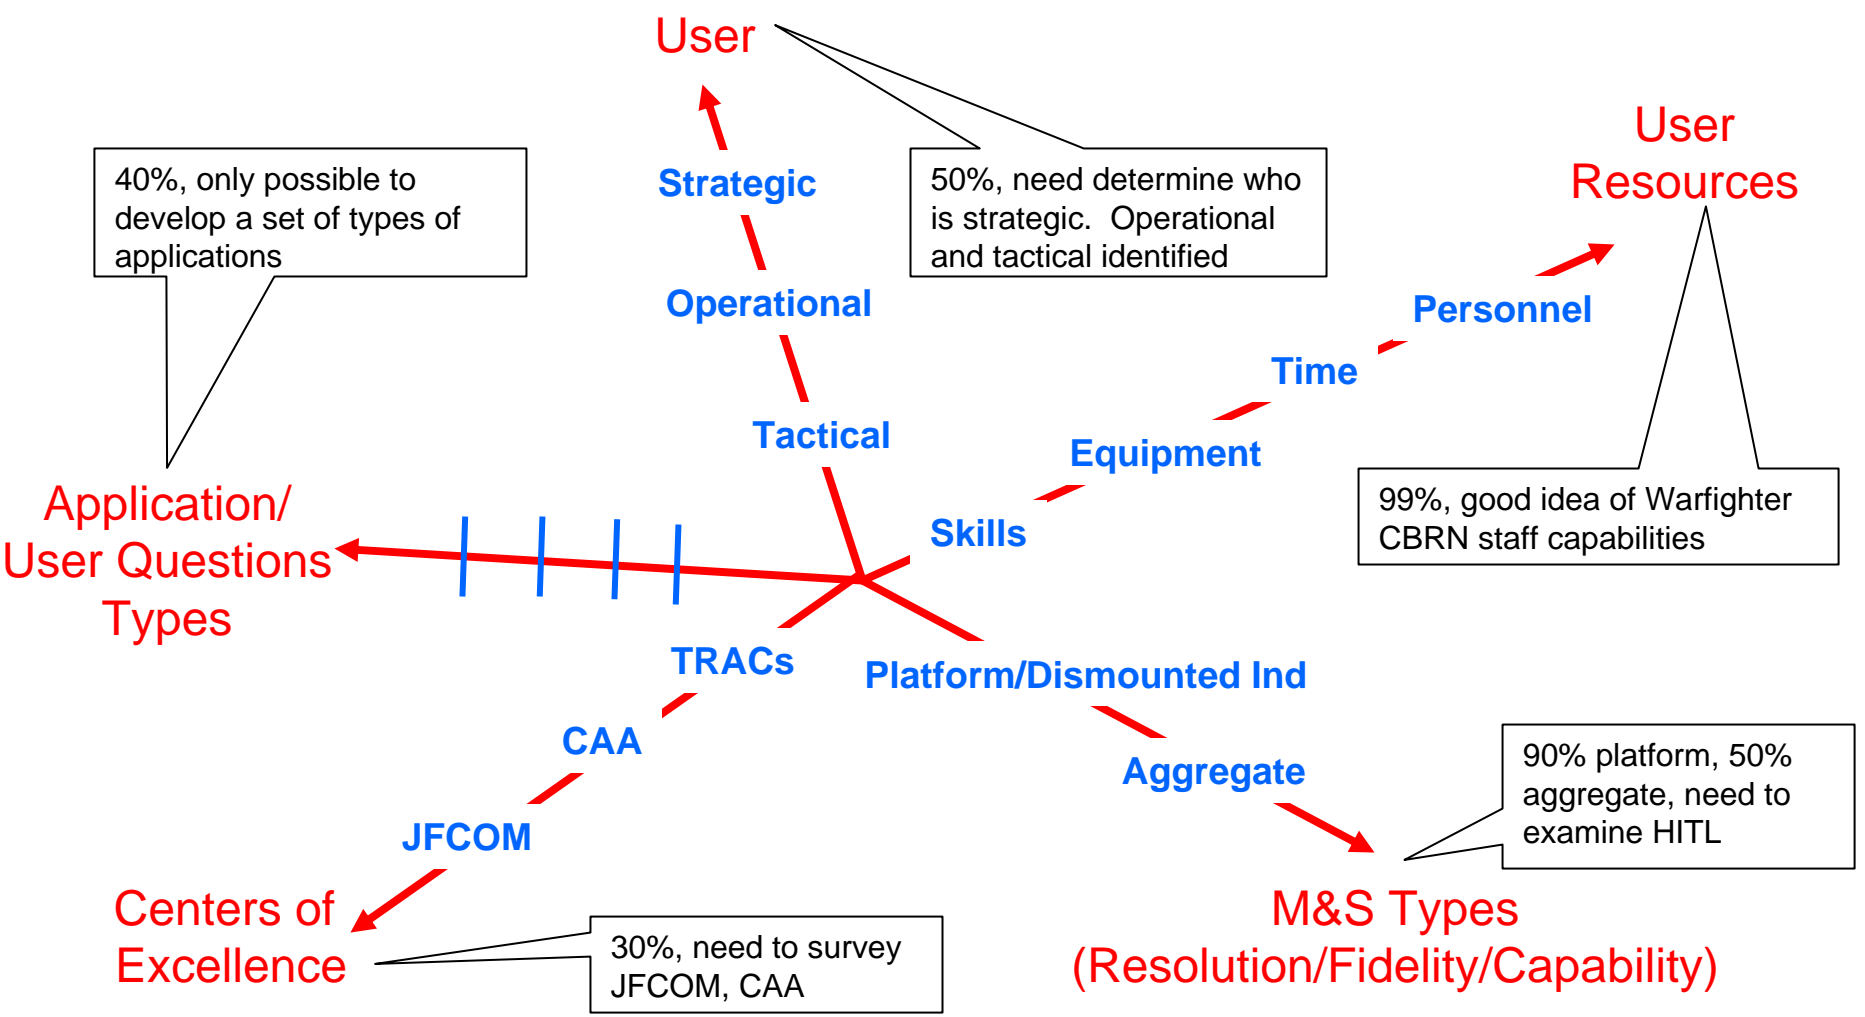 User
User
Resources
40%, only possible to
develop a set of types of
applications
Strategic
50%, need determine who
is strategic.  Operational
and tactical identified
Operational
Personnel
Time
Tactical
Equipment
Application/
User Questions
Types
Skills
99%, good idea of Warfighter
CBRN staff capabilities
TRACs
Platform/Dismounted Ind
CAA
Aggregate
90% platform, 50%
aggregate, need to
examine HITL
JFCOM
Centers of
Excellence
30%, need to survey
JFCOM, CAA
M&S Types
(Resolution/Fidelity/Capability)